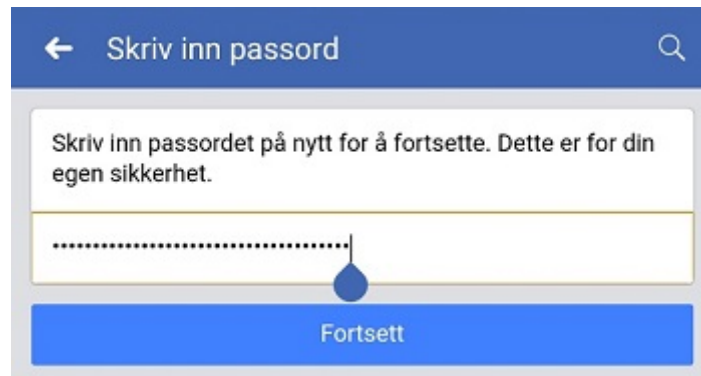 Skriv inn passord
Skriv inn passordet på nytt for å fortsette. Dette er for din
egen sikkerhet.
Fortsett